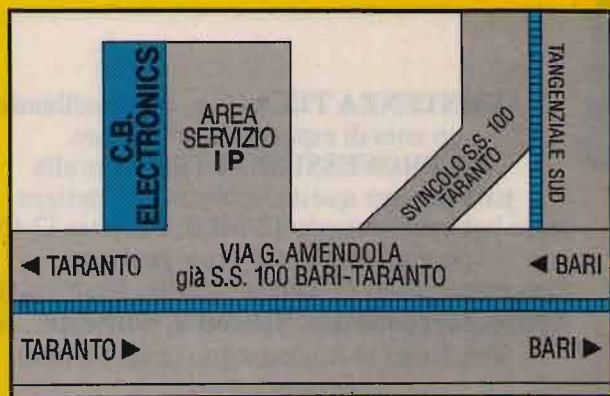 C.B.
ELECTRONICS
AREA
SERVIZIO
IP
SVINCOLO S.S. 100
TARANTO
TANGENZIALE SUD
VIA G. AMENDOLA
già S.S. 100 BARI-TARANTO
◄ TARANTO
◄ BARI
TARANTO ►
BARI ►